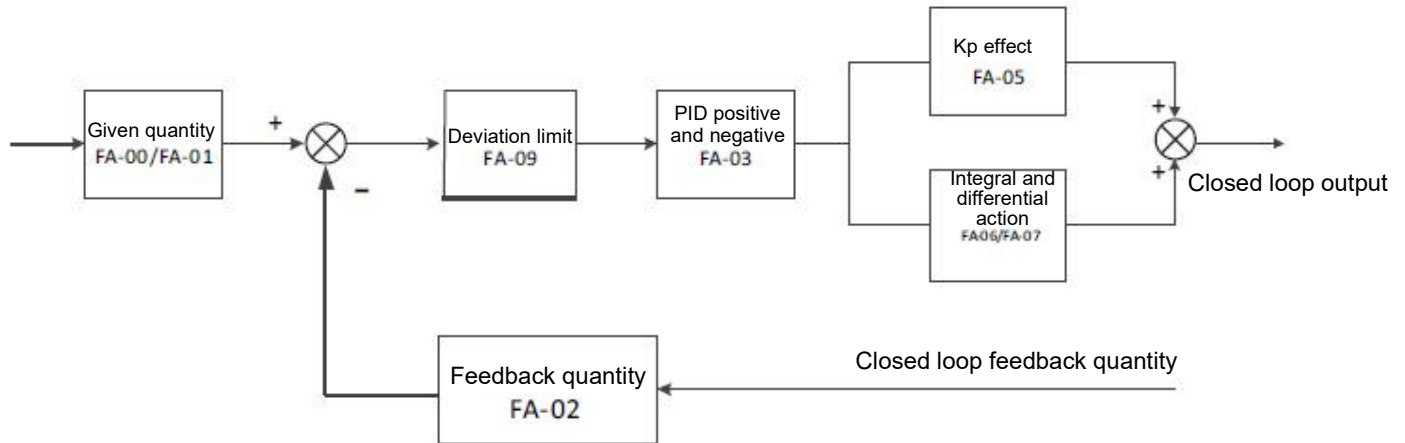 Kp effect
FA-05
Given quantity
FA-00/FA-01
+
−
Deviation limit
FA-09
PID positive
and negative
FA-03
+
+
Integral and
differential
action
FA06/FA-07
Closed loop output
Feedback quantity
FA-02
Closed loop feedback quantity